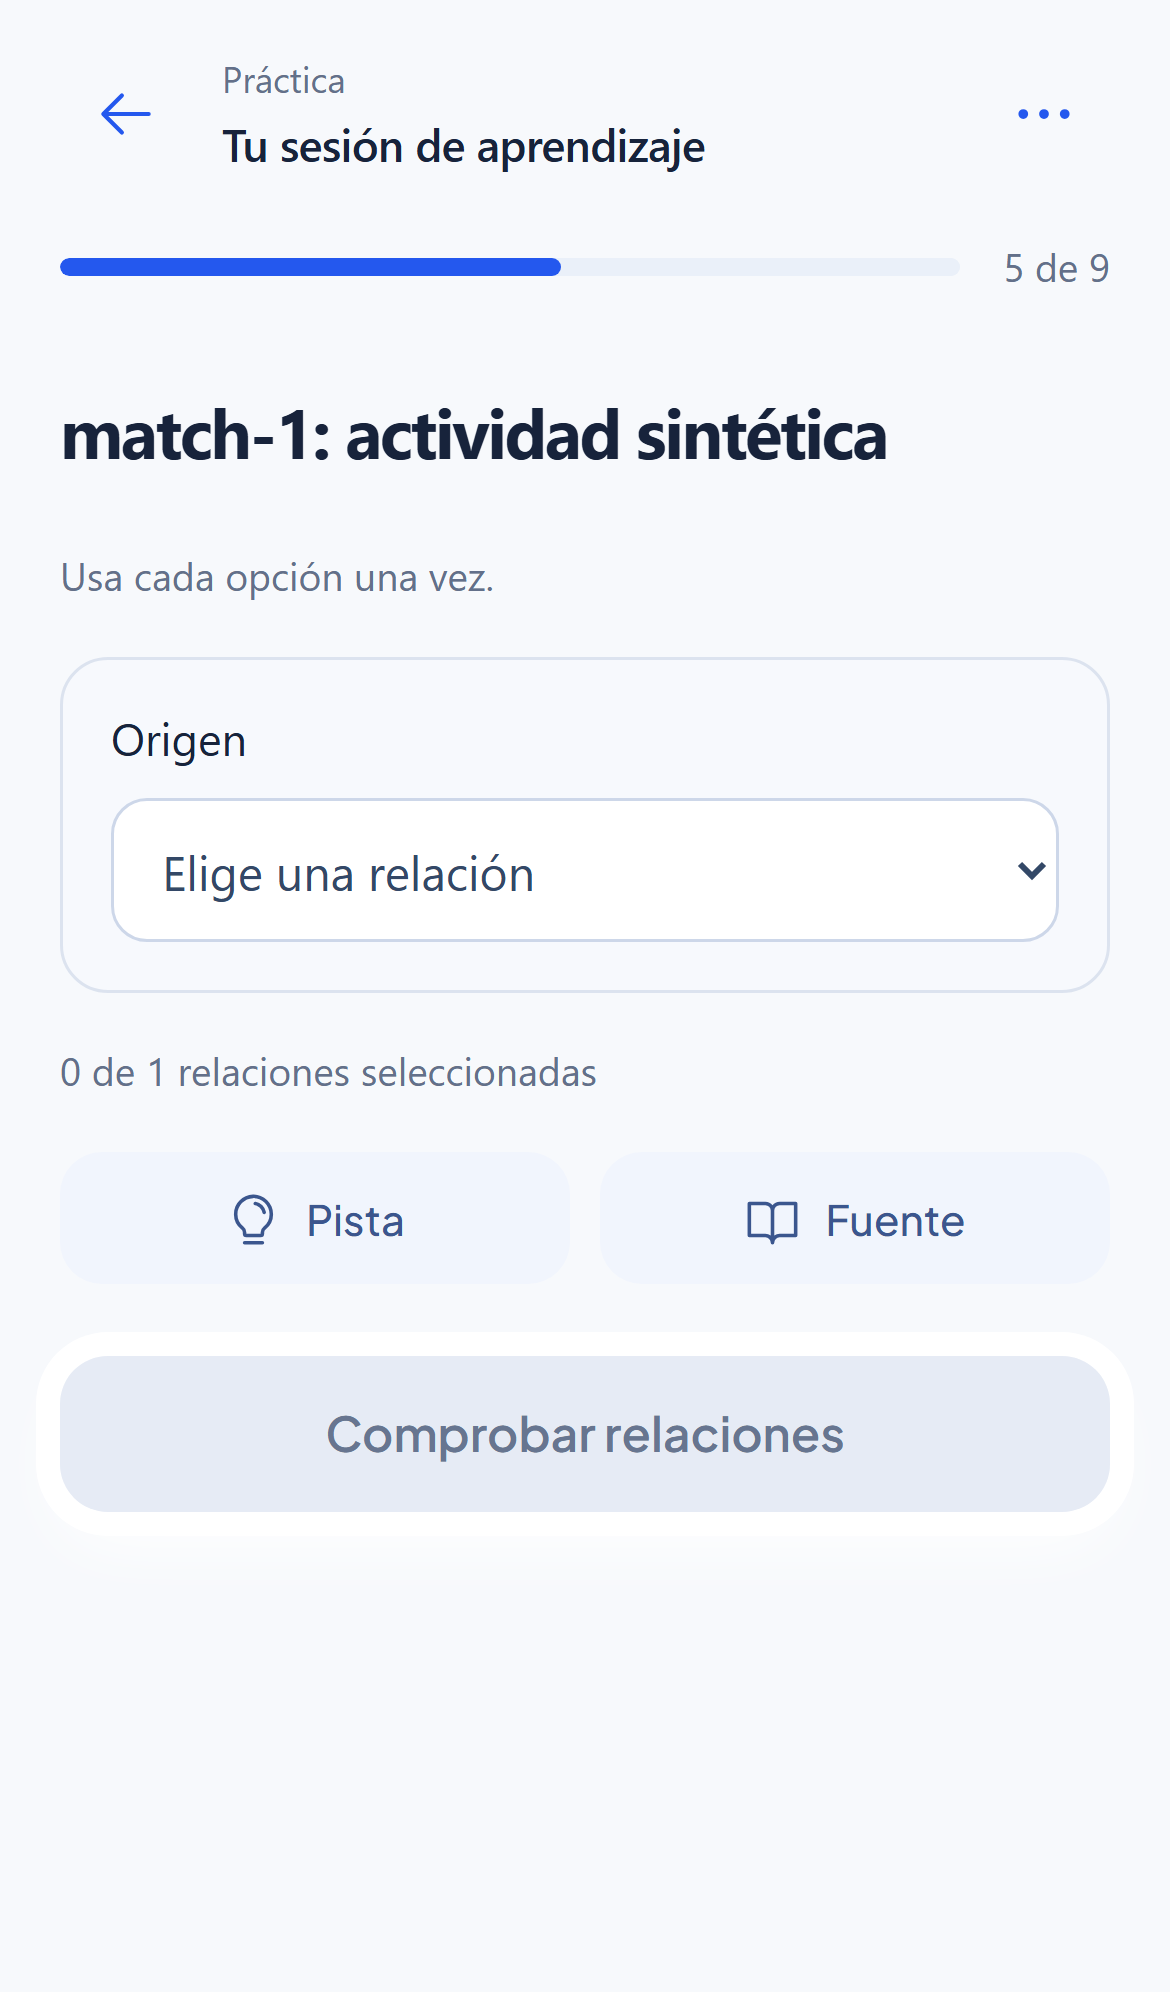 Práctica
Tu sesión de aprendizaje
5 de 9
match-1: actividad sintética
Usa cada opción una vez.
Origen
Elige una relación
0 de 1 relaciones seleccionadas
Pista
Fuente
Comprobar relaciones